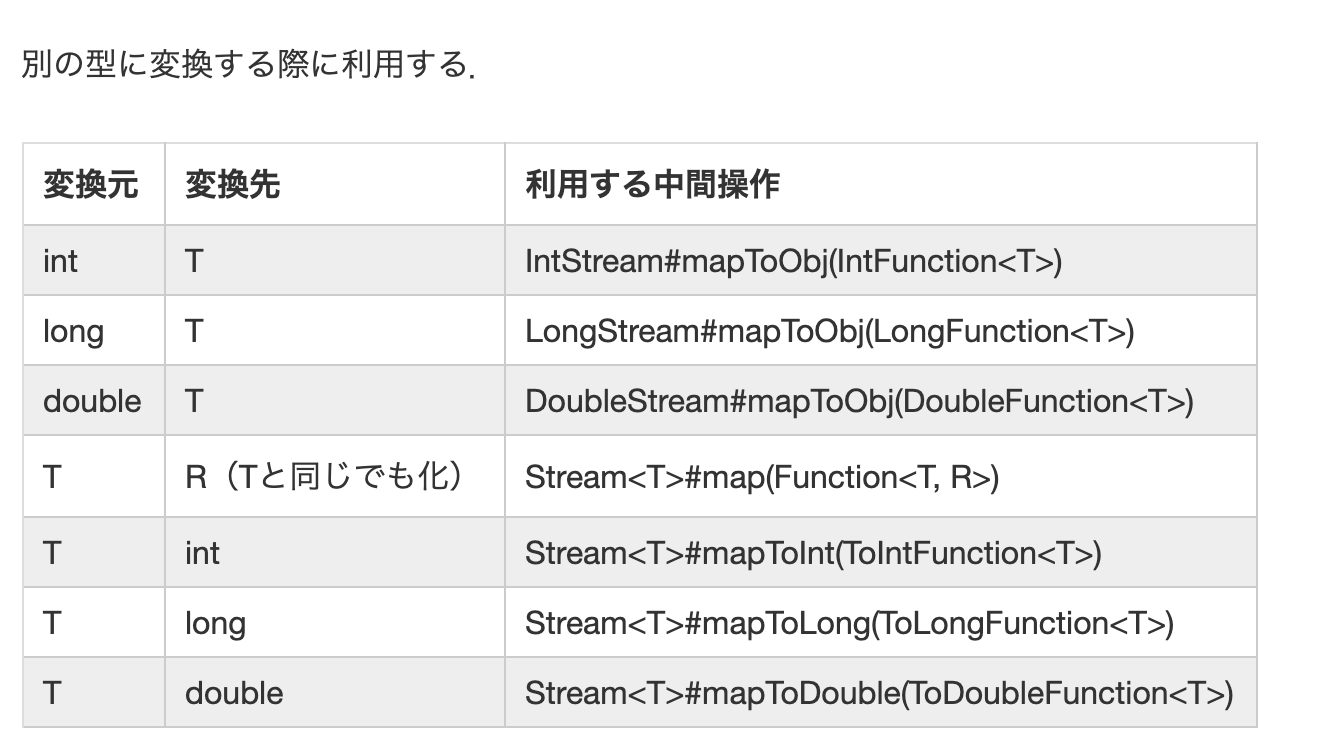 別の型に変換する際に利用する.
変換元 変換先 利用する中間操作
int T IntStream#mapToObj(IntFunction<T>)
long T LongStream#mapToObj(LongFunction<T>)
double T DoubleStream#mapToObj(DoubleFunction<T>)
T R（Tと同じでも化） Stream<T>#map(Function<T, R>)
T int Stream<T>#mapToInt(ToIntFunction<T>)
T long Stream<T>#mapToLong(ToLongFunction<T>)
T double Stream<T>#mapToDouble(ToDoubleFunction<T>)